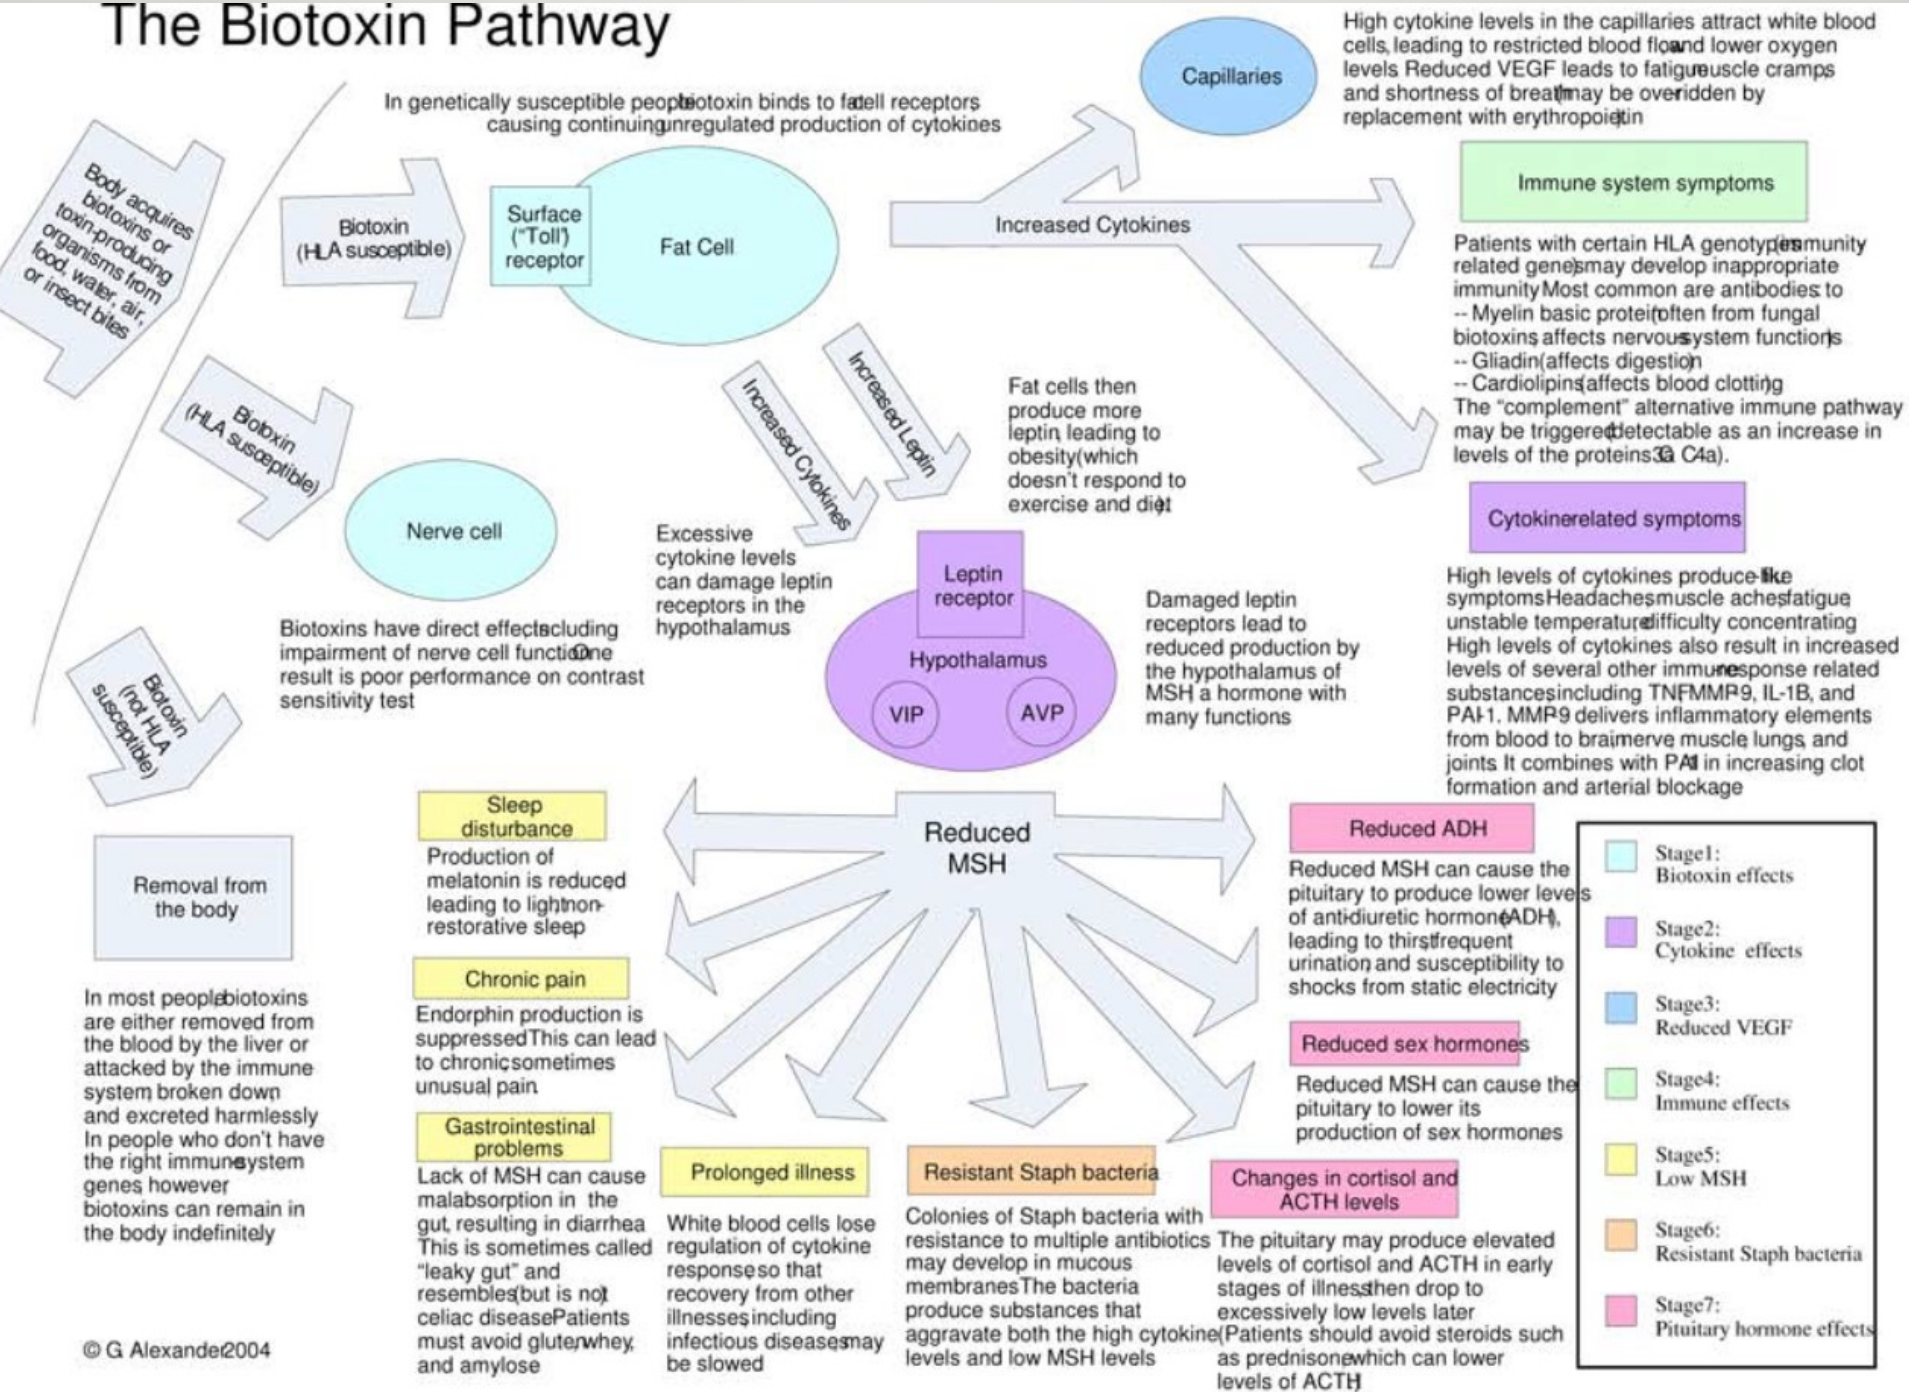 The Biotoxin Pathway
Body acquires
biotoxins or
toxin-producing
organisms from
food, water, air,
or insect bites
In genetically susceptible people biotoxin binds to fat cell receptors
causing continuing unregulated production of cytokines
Biotoxin
(HLA susceptible)
Surface
("Toll")
receptor
Fat Cell
Increased Cytokines
Capillaries
High cytokine levels in the capillaries attract white blood
cells, leading to restricted blood flow and lower oxygen
levels Reduced VEGF leads to fatigue muscle cramps
and shortness of breath (may be overridden by
replacement with erythropoietin)
Immune system symptoms
Patients with certain HLA genotypes (immunity
related genes) may develop inappropriate
immunity Most common are antibodies to
-- Myelin basic protein (often from fungal
biotoxins, affects nervous-system functions)
-- Gliadin (affects digestion)
-- Cardiolipins (affects blood clotting)
The "complement" alternative immune pathway
may be triggered (detectable as an increase in
levels of the proteins C4a).
Biotoxin
(HLA susceptible)
Nerve cell
Biotoxins have direct effects including
impairment of nerve cell function One
result is poor performance on contrast
sensitivity test
Increased Cytokines
Increased Leptin
Fat cells then
produce more
leptin, leading to
obesity (which
doesn't respond to
exercise and diet)
Excessive
cytokine levels
can damage leptin
receptors in the
hypothalamus
Leptin
receptor
Hypothalamus
VIP
AVP
Damaged leptin
receptors lead to
reduced production by
the hypothalamus of
MSH, a hormone with
many functions
Cytokine-related symptoms
High levels of cytokines produce flu-like
symptoms Headaches, muscle aches, fatigue,
unstable temperature, difficulty concentrating
High levels of cytokines also result in increased
levels of several other immune-response related
substances including TNF, MMP-9, IL-1B, and
PAI-1. MMP-9 delivers inflammatory elements
from blood to brain, nerve, muscle, lungs, and
joints It combines with PAI-1 in increasing clot
formation and arterial blockage
Biotoxin
(not HLA
susceptible)
Removal from
the body
In most people, biotoxins
are either removed from
the blood by the liver or
attacked by the immune
system, broken down,
and excreted harmlessly
In people who don't have
the right immune-system
genes, however,
biotoxins can remain in
the body indefinitely
© G Alexander 2004
Reduced
MSH
Sleep
disturbance
Production of
melatonin is reduced,
leading to light, non-
restorative sleep
Chronic pain
Endorphin production is
suppressed This can lead
to chronic, sometimes
unusual, pain.
Gastrointestinal
problems
Lack of MSH can cause
malabsorption in the
gut, resulting in diarrhea
This is sometimes called
"leaky gut" and
resembles (but is not)
celiac disease Patients
must avoid gluten, whey,
and amylose
Prolonged illness
White blood cells lose
regulation of cytokine
response, so that
recovery from other
illnesses, including
infectious diseases, may
be slowed
Resistant Staph bacteria
Colonies of Staph bacteria with
resistance to multiple antibiotics
may develop in mucous
membranes The bacteria
produce substances that
aggravate both the high cytokine
levels and low MSH levels
Reduced ADH
Reduced MSH can cause the
pituitary to produce lower levels
of anti-diuretic hormone (ADH),
leading to thirst, frequent
urination, and susceptibility to
shocks from static electricity
Reduced sex hormones
Reduced MSH can cause the
pituitary to lower its
production of sex hormones
Changes in cortisol and
ACTH levels
The pituitary may produce elevated
levels of cortisol and ACTH in early
stages of illness, then drop to
excessively low levels later
(Patients should avoid steroids such
as prednisone, which can lower
levels of ACTH)
Stage1:
Biotoxin effects
Stage2:
Cytokine effects
Stage3:
Reduced VEGF
Stage4:
Immune effects
Stage5:
Low MSH
Stage6:
Resistant Staph bacteria
Stage7:
Pituitary hormone effects